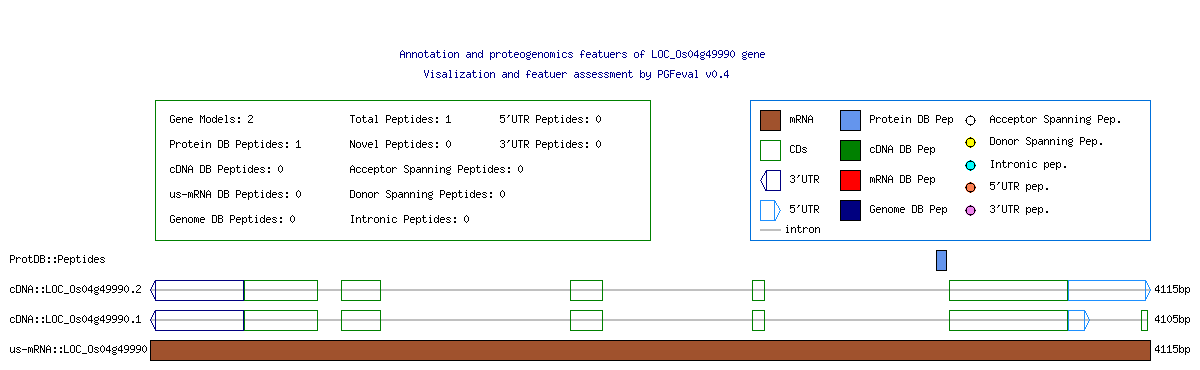 Annotation and proteogenomics featuers of LOC_Os04g49990 gene
Visalization and featuer assessment by PGFeval v0.4
Gene Models: 2 Total Peptides: 1 5'UTR Peptides: 0
Protein DB Peptides: 1 Novel Peptides: 0 3'UTR Peptides: 0
cDNA DB Peptides: 0 Acceptor Spanning Peptides: 0
us-mRNA DB Peptides: 0 Donor Spanning Peptides: 0
Genome DB Peptides: 0 Intronic Peptides: 0
mRNA Protein DB Pep Acceptor Spanning Pep.
CDs cDNA DB Pep Donor Spanning Pep.
3'UTR mRNA DB Pep Intronic pep.
5'UTR Genome DB Pep 5'UTR pep.
intron 3'UTR pep.
ProtDB::Peptides
cDNA::LOC_Os04g49990.2 4115bp
cDNA::LOC_Os04g49990.1 4105bp
us-mRNA::LOC_Os04g49990 4115bp